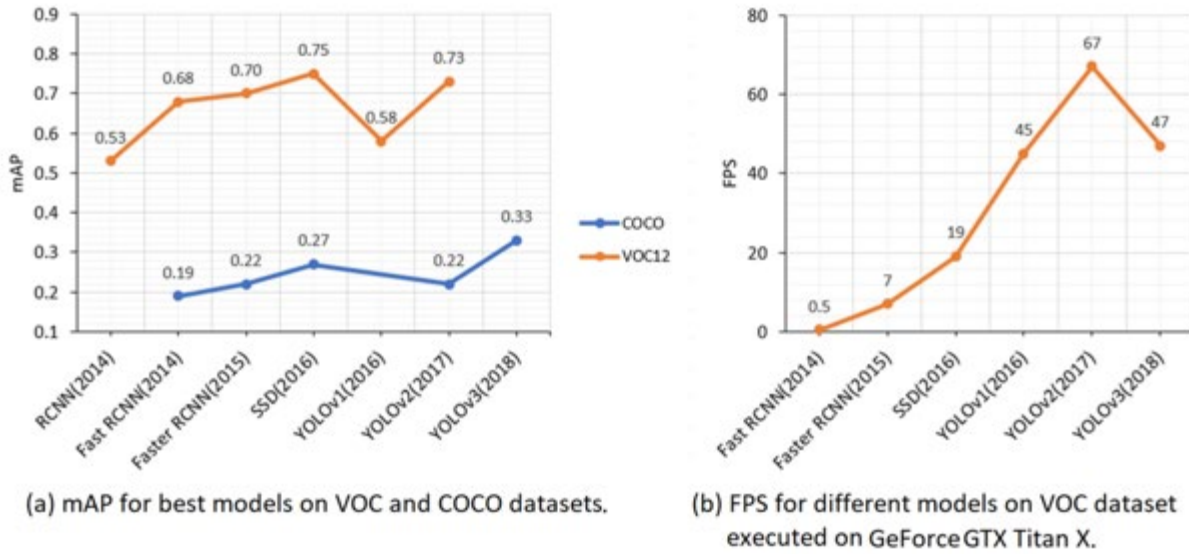 0.9
0.8
0.7
0.6
0.5
0.4
0.3
0.2
0.1
mAP
0.53
0.68
0.70
0.75
0.58
0.73
0.19
0.22
0.27
0.22
0.33
RCNN(2014)
Fast RCNN(2014)
Faster RCNN(2015)
SSD(2016)
YOLOv1(2016)
YOLOv2(2017)
YOLOv3(2018)
COCO
VOC12
(a) mAP for best models on VOC and COCO datasets.
80
60
40
20
0
FPS
0.5
7
19
45
67
47
Fast RCNN(2014)
Faster RCNN(2015)
SSD(2016)
YOLOv1(2016)
YOLOv2(2017)
YOLOv3(2018)
(b) FPS for different models on VOC dataset
executed on GeForce GTX Titan X.